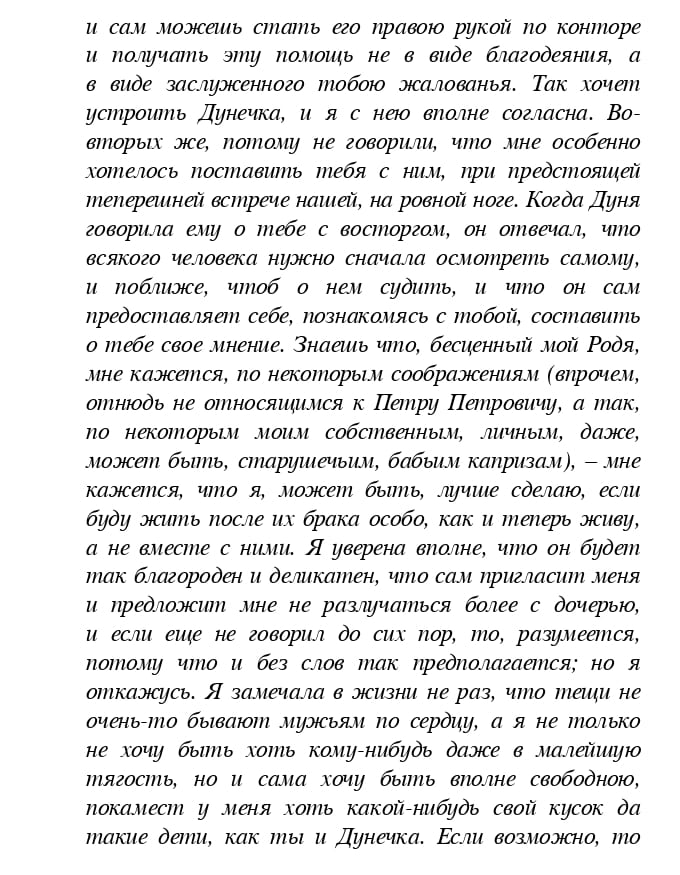 и сам можешь стать его правою рукой по конторе
и получать эту помощь не в виде благодеяния, а
в виде заслуженного тобою жалованья. Так хочет
устроить Дунечка, и я с нею вполне согласна. Во-
вторых же, потому не говорили, что мне особенно
хотелось поставить тебя с ним, при предстоящей
теперешней встрече нашей, на ровной ноге. Когда Дуня
говорила ему о тебе с восторгом, он отвечал, что
всякого человека нужно сначала осмотреть самому,
и поближе, чтоб о нем судить, и что он сам
предоставляет себе, познакомясь с тобой, составить
о тебе свое мнение. Знаешь что, бесценный мой Родя,
мне кажется, по некоторым соображениям (впрочем,
отнюдь не относящимся к Петру Петровичу, а так,
по некоторым моим собственным, личным, даже,
может быть, старушечьим, бабьим капризам), – мне
кажется, что я, может быть, лучше сделаю, если
буду жить после их брака особо, как и теперь живу,
а не вместе с ними. Я уверена вполне, что он будет
так благороден и деликатен, что сам пригласит меня
и предложит мне не разлучаться более с дочерью,
и если еще не говорил до сих пор, то, разумеется,
потому что и без слов так предполагается; но я
откажусь. Я замечала в жизни не раз, что тещи не
очень-то бывают мужьям по сердцу, а я не только
не хочу быть хоть кому-нибудь даже в малейшую
тягость, но и сама хочу быть вполне свободною,
покамест у меня хоть какой-нибудь свой кусок да
такие дети, как ты и Дунечка. Если возможно, то